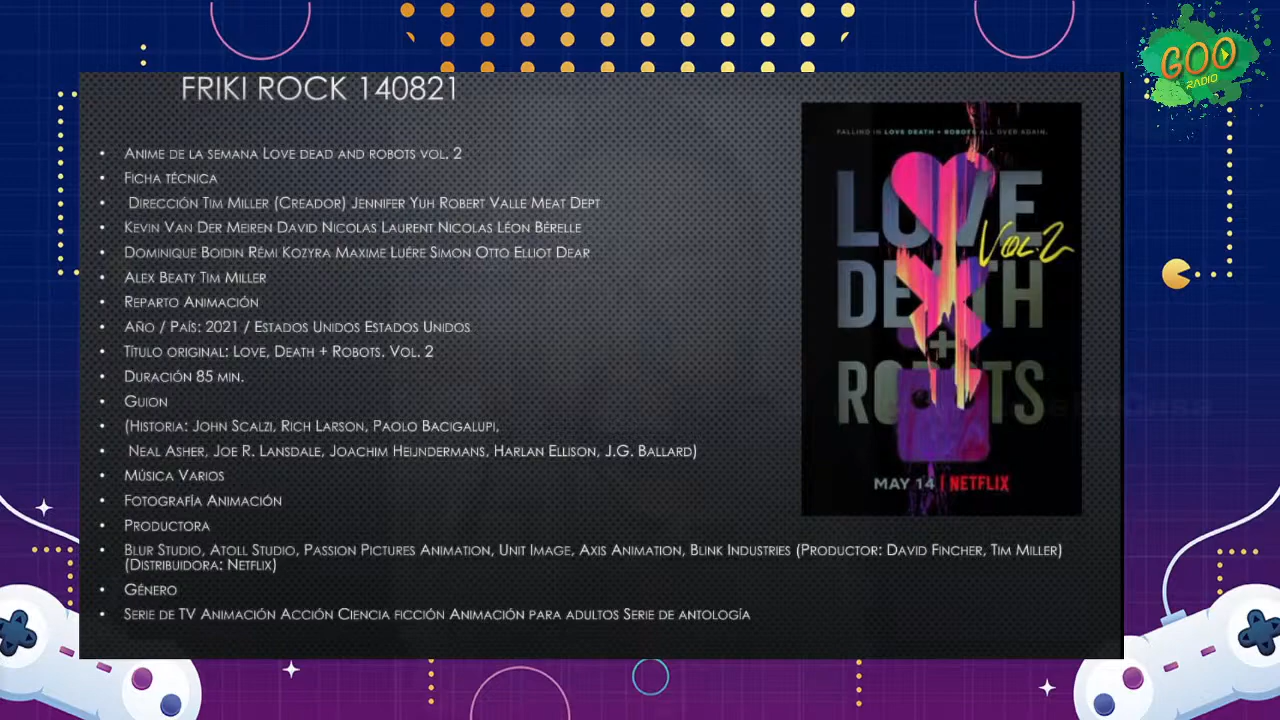 GOO
RADIO
FRIKI ROCK 140821
• Anime de la semana Love dead and robots vol. 2
• Ficha técnica
• Dirección Tim Miller (Creador) Jennifer Yuh Robert Valle Meat Dept
• Kevin Van Der Meiren David Nicolas Laurent Nicolas Léon Bérelle
• Dominique Boidin Rémi Kozyra Maxime Luére Simon Otto Elliot Dear
• Alex Beaty Tim Miller
• Reparto Animación
• Año / País: 2021 / Estados Unidos Estados Unidos
• Título original: Love, Death + Robots. Vol. 2
• Duración 85 min.
• Guion
• (Historia: John Scalzi, Rich Larson, Paolo Bacigalupi,
• Neal Asher, Joe R. Lansdale, Joachim Heijndermans, Harlan Ellison, J.G. Ballard)
• Música Varios
• Fotografía Animación
• Productora
• Blur Studio, Atoll Studio, Passion Pictures Animation, Unit Image, Axis Animation, Blink Industries (Productor: David Fincher, Tim Miller)
(Distribuidora: Netflix)
• Género
• Serie de TV Animación Acción Ciencia ficción Animación para adultos Serie de antología
FALLING IN LOVE DEATH + ROBOTS ALL OVER AGAIN.
LOVE
VOL. 2
DEATH
+
ROBOTS
MAY 14 | NETFLIX